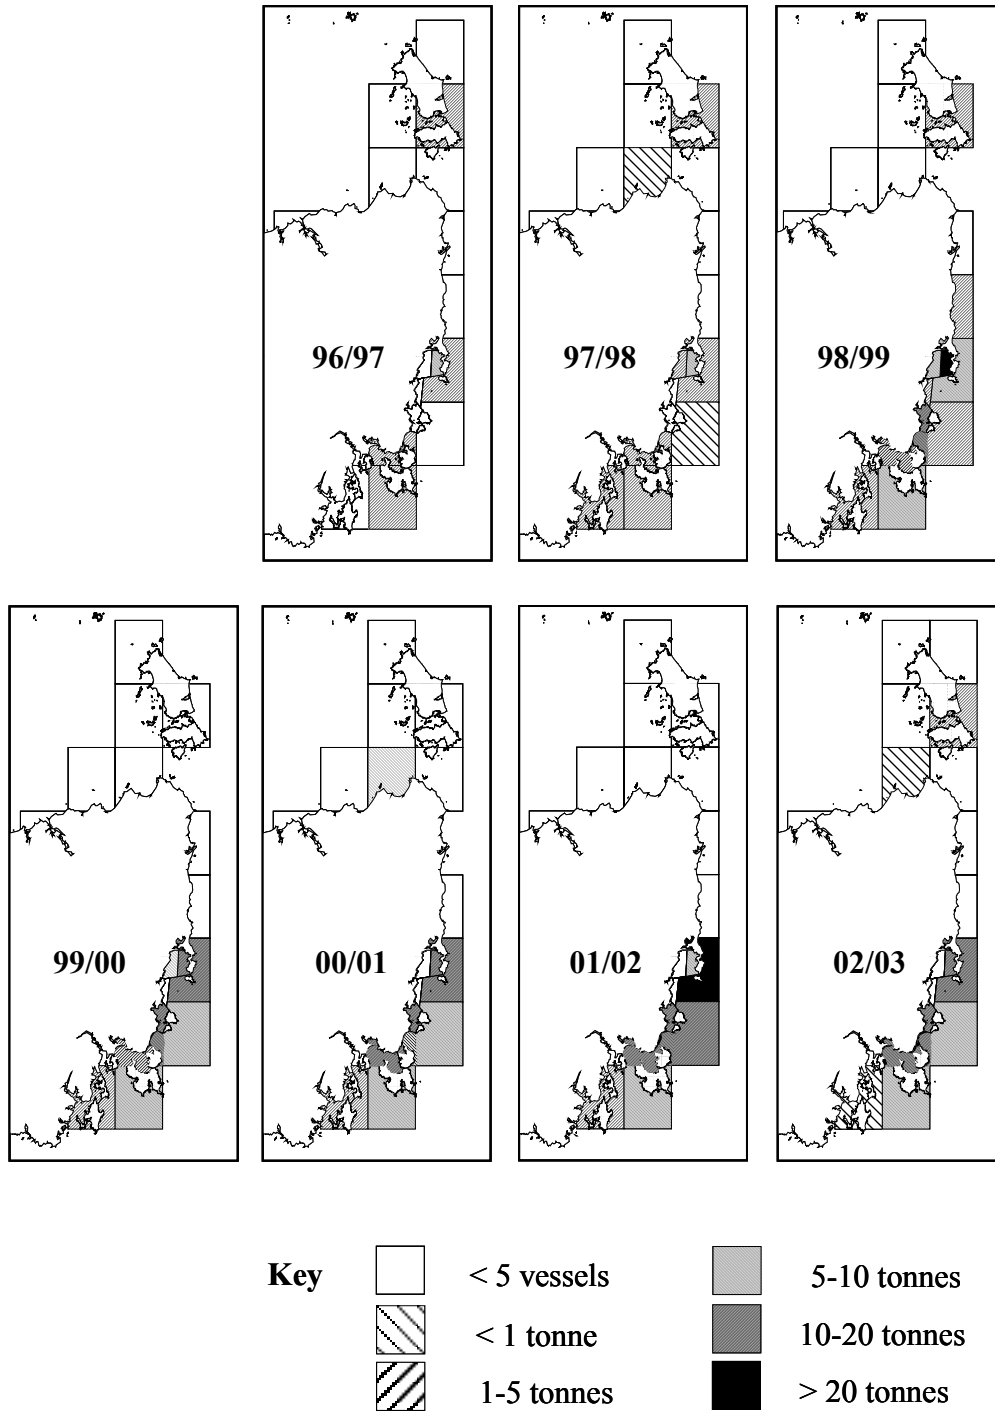 96/97
97/98
98/99
99/00
00/01
01/02
02/03
Key
< 5 vessels
5-10 tonnes
< 1 tonne
10-20 tonnes
1-5 tonnes
> 20 tonnes